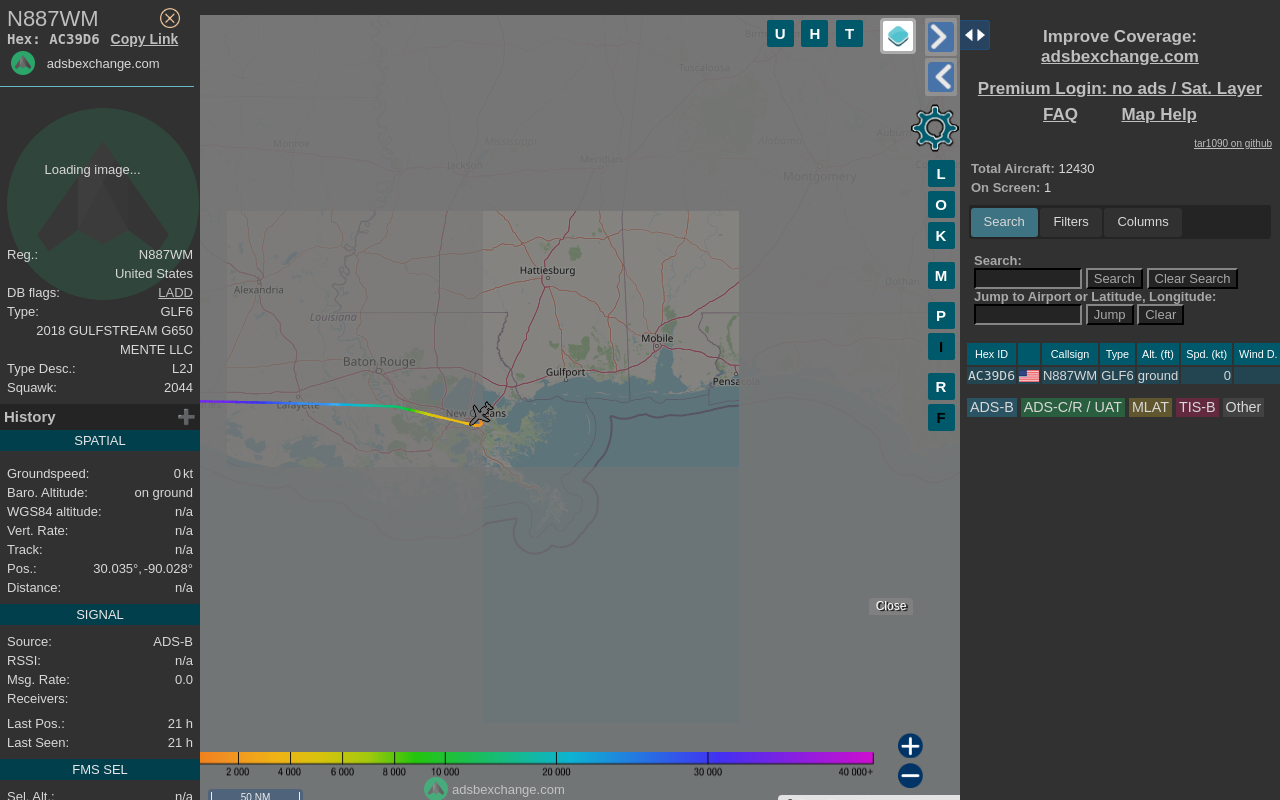 N887WM
Hex: AC39D6 Copy Link
adsbexchange.com
Loading image...
Reg.: N887WM
United States
DB flags: LADD
Type: GLF6
2018 GULFSTREAM G650
MENTE LLC
Type Desc.: L2J
Squawk: 2044
History
SPATIAL
Groundspeed: 0 kt
Baro. Altitude: on ground
WGS84 altitude: n/a
Vert. Rate: n/a
Track: n/a
Pos.: 30.035°, -90.028°
Distance: n/a
SIGNAL
Source: ADS-B
RSSI: n/a
Msg. Rate: 0.0
Receivers:
Last Pos.: 21 h
Last Seen: 21 h
FMS SEL
Sel. Alt.: n/a
U H T
Tuscaloosa
Monroe
Mississippi
Jackson
Meridian
Alabama
Montgomery
Hattiesburg
Alexandria
Louisiana
Mobile
Baton Rouge
Gulfport
Lafayette
Dothan
L
O
K
M
P
I
R
F
Close
2 000 4 000 6 000 8 000 10 000 20 000 30 000 40 000+
adsbexchange.com
50 NM
Improve Coverage:
adsbexchange.com
Premium Login: no ads / Sat. Layer
FAQ Map Help
tar1090 on github
Total Aircraft: 12430
On Screen: 1
Search Filters Columns
Search:
Search Clear Search
Jump to Airport or Latitude, Longitude:
Jump Clear
Hex ID Callsign Type Alt. (ft) Spd. (kt) Wind D.
AC39D6 N887WM GLF6 ground 0
ADS-B ADS-C/R / UAT MLAT TIS-B Other